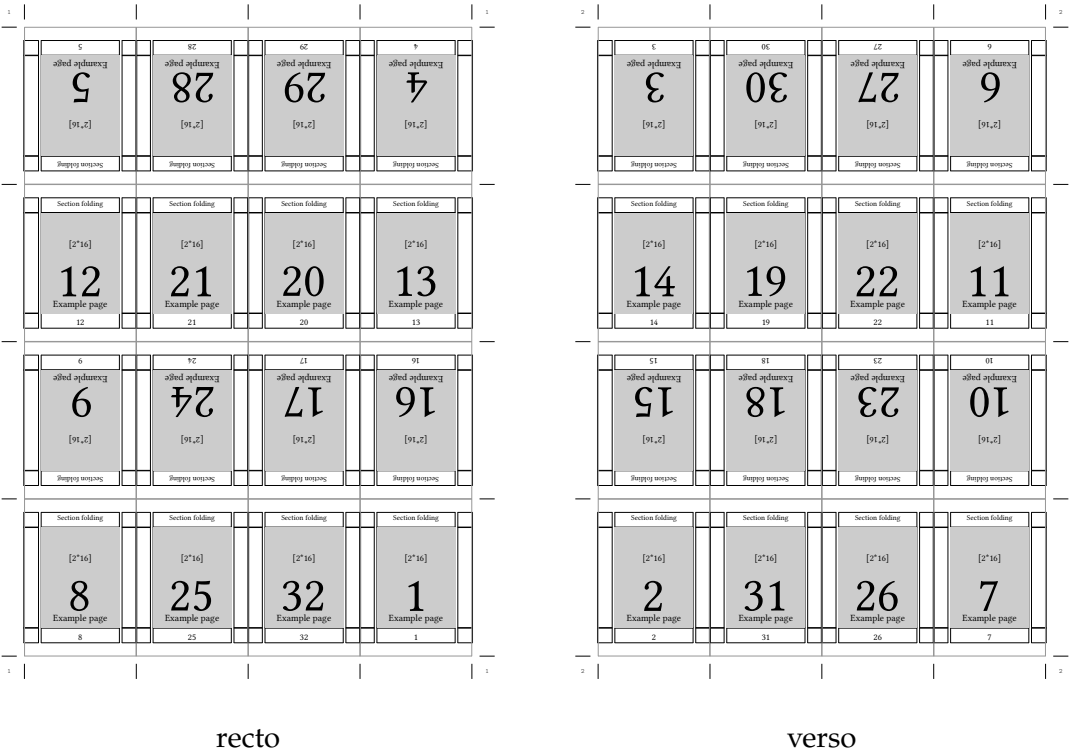 1 1 2 2
5 28 29 4 3 30 27 6
Example page Example page Example page Example page Example page Example page Example page Example page
5 28 29 4 3 30 27 6
[2*16] [2*16] [2*16] [2*16] [2*16] [2*16] [2*16] [2*16]
Section folding Section folding Section folding Section folding Section folding Section folding Section folding Section folding
Section folding Section folding Section folding Section folding Section folding Section folding Section folding Section folding
[2*16] [2*16] [2*16] [2*16] [2*16] [2*16] [2*16] [2*16]
12 21 20 13 14 19 22 11
Example page Example page Example page Example page Example page Example page Example page Example page
12 21 20 13 14 19 22 11
9 24 17 16 15 18 23 10
Example page Example page Example page Example page Example page Example page Example page Example page
9 24 17 16 15 18 23 10
[2*16] [2*16] [2*16] [2*16] [2*16] [2*16] [2*16] [2*16]
Section folding Section folding Section folding Section folding Section folding Section folding Section folding Section folding
Section folding Section folding Section folding Section folding Section folding Section folding Section folding Section folding
[2*16] [2*16] [2*16] [2*16] [2*16] [2*16] [2*16] [2*16]
8 25 32 1 2 31 26 7
Example page Example page Example page Example page Example page Example page Example page Example page
8 25 32 1 2 31 26 7
1 1 2 2
recto verso